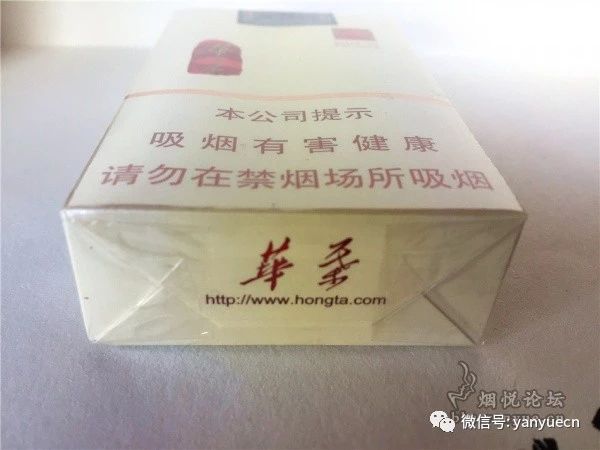 本公司提示
吸烟有害健康
请勿在禁烟场所吸烟
華葉
http://www.hongta.com
烟悦论坛
微信号: yanyuecn